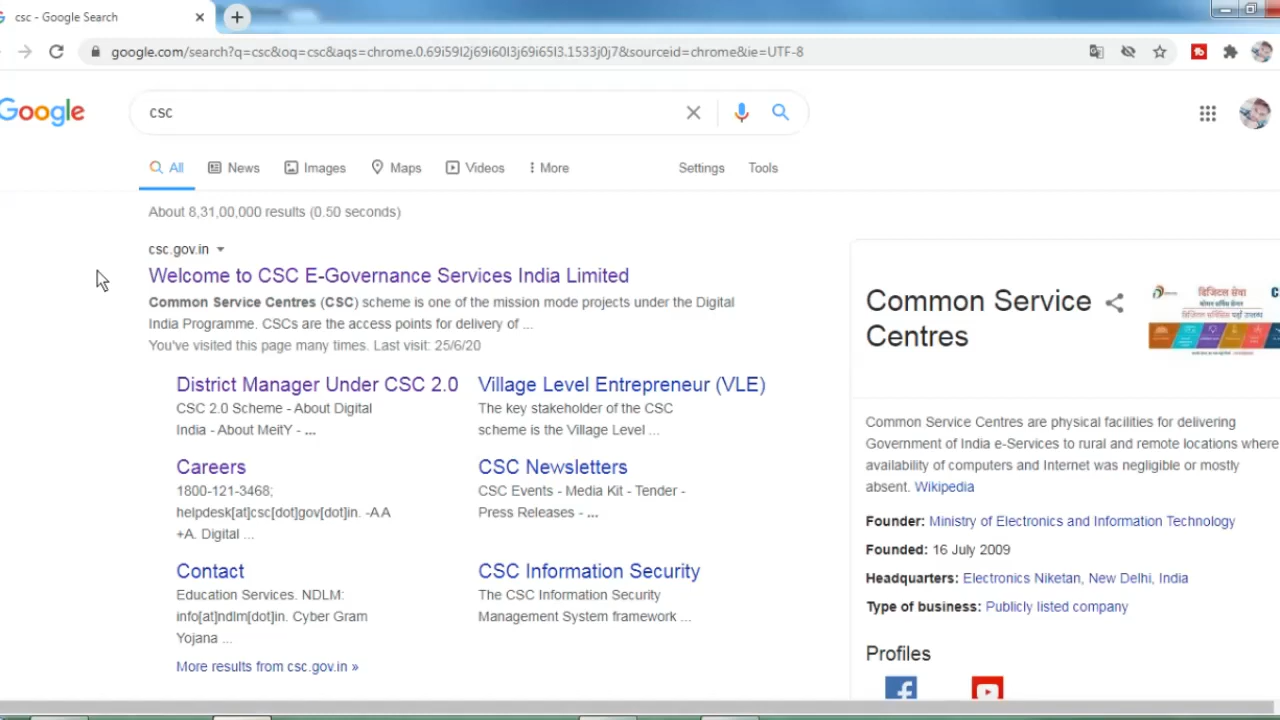 csc - Google Search
google.com/search?q=csc&oq=csc&aqs=chrome.0.69i59l2j69i60l3j69i65l3.1533j0j7&sourceid=chrome&ie=UTF-8
Google
csc
All News Images Maps Videos More Settings Tools
About 8,31,00,000 results (0.50 seconds)
csc.gov.in
Welcome to CSC E-Governance Services India Limited
Common Service Centres (CSC) scheme is one of the mission mode projects under the Digital
India Programme. CSCs are the access points for delivery of ...
You've visited this page many times. Last visit: 25/6/20
District Manager Under CSC 2.0
CSC 2.0 Scheme - About Digital
India - About MeitY - ...
Village Level Entrepreneur (VLE)
The key stakeholder of the CSC
scheme is the Village Level ...
Careers
1800-121-3468;
helpdesk[at]csc[dot]gov[dot]in. -A A
+A. Digital ...
CSC Newsletters
CSC Events - Media Kit - Tender -
Press Releases - ...
Contact
Education Services. NDLM:
info[at]ndlm[dot]in. Cyber Gram
Yojana ...
CSC Information Security
The CSC Information Security
Management System framework ...
More results from csc.gov.in »
Common Service
Centres
डिजिटल सेवा
Common Service Centres are physical facilities for delivering
Government of India e-Services to rural and remote locations where
availability of computers and Internet was negligible or mostly
absent. Wikipedia
Founder: Ministry of Electronics and Information Technology
Founded: 16 July 2009
Headquarters: Electronics Niketan, New Delhi, India
Type of business: Publicly listed company
Profiles